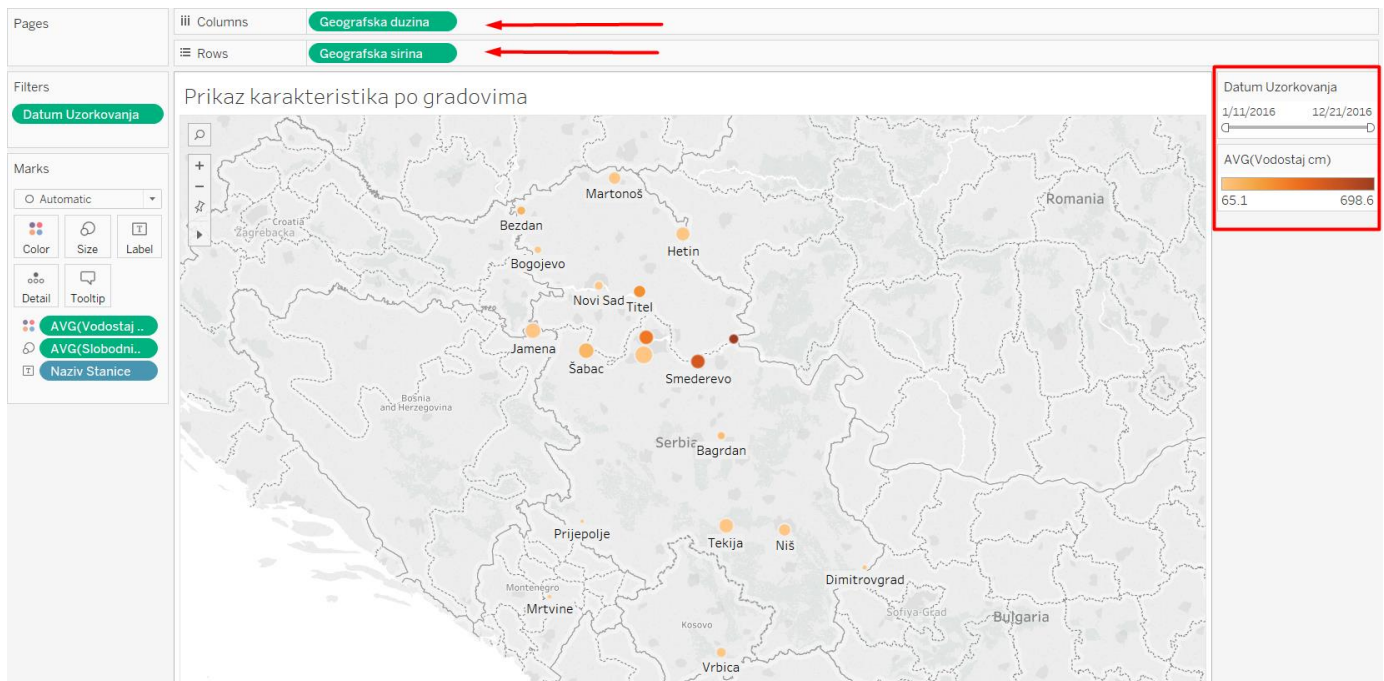 Pages
Columns
Geografska duzina
Rows
Geografska sirina
Filters
Datum Uzorkovanja
Marks
Automatic
Color
Size
Label
Detail
Tooltip
AVG(Vodostaj ..
AVG(Slobodni..
Naziv Stanice
Prikaz karakteristika po gradovima
Martonoš
Romania
Bezdan
Croatia
Zagrebačka
Hetin
Bogojevo
Novi Sad
Titel
Jamena
Šabac
Smederevo
Bosnia
and Herzegovina
Serbia
Bagrdan
Prijepolje
Tekija
Niš
Dimitrovgrad
Montenegro
Mrtvine
Sofiya-Grad
Bulgaria
Kosovo
Vrbica
Datum Uzorkovanja
1/11/2016 12/21/2016
AVG(Vodostaj cm)
65.1 698.6